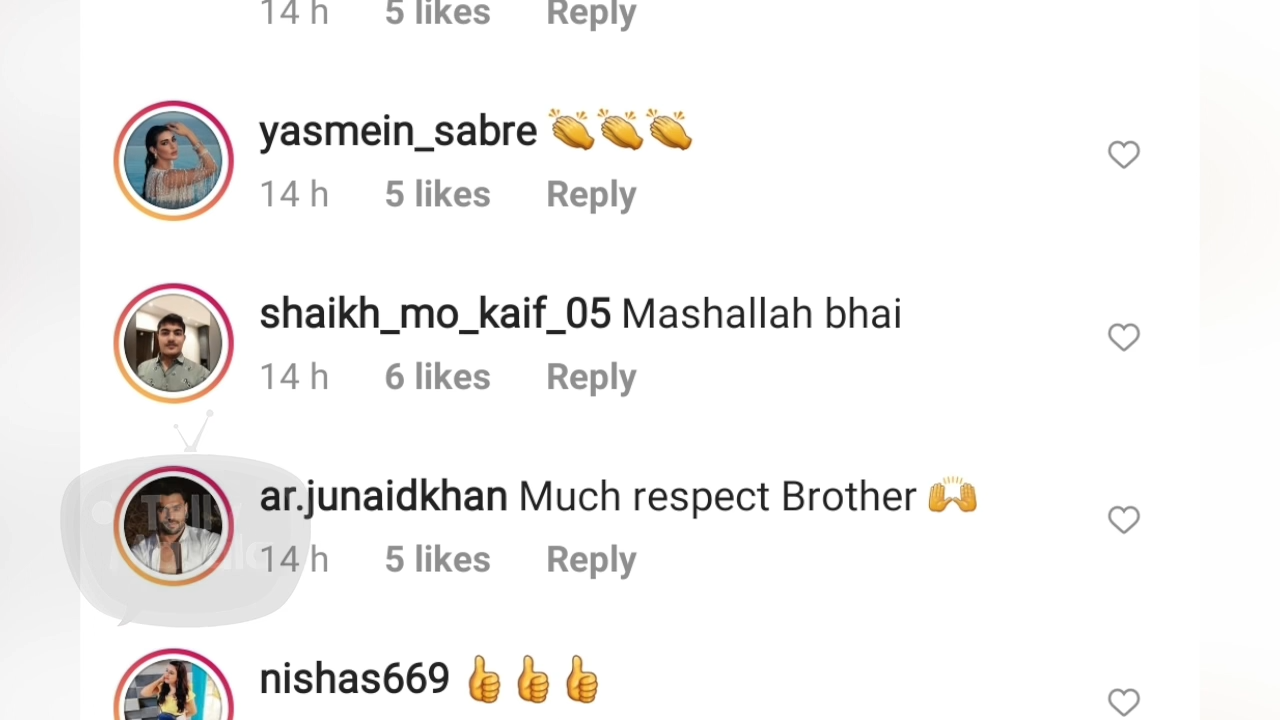 14 h 5 likes Reply
yasmein_sabre 👏👏👏
14 h 5 likes Reply
shaikh_mo_kaif_05 Mashallah bhai
14 h 6 likes Reply
ar.junaidkhan Much respect Brother 🙌
14 h 5 likes Reply
nishas669 👍👍👍